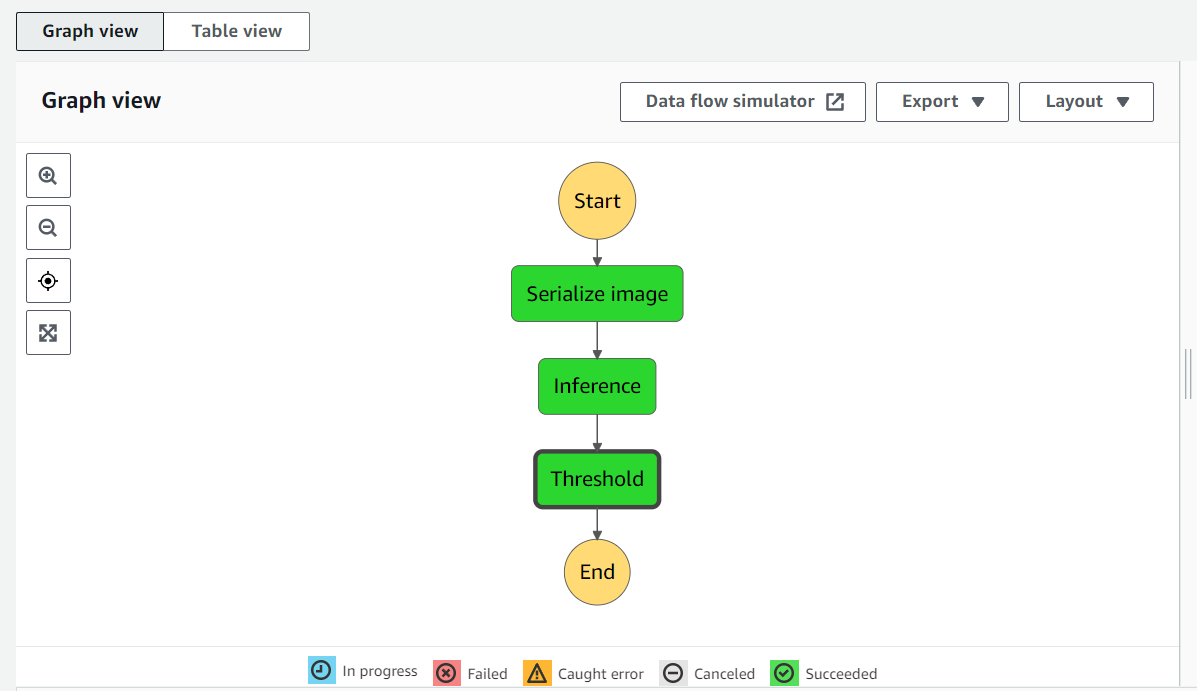 Graph view
Table view
Graph view
Data flow simulator
Export
Layout
Start
Serialize image
Inference
Threshold
End
In progress
Failed
Caught error
Canceled
Succeeded